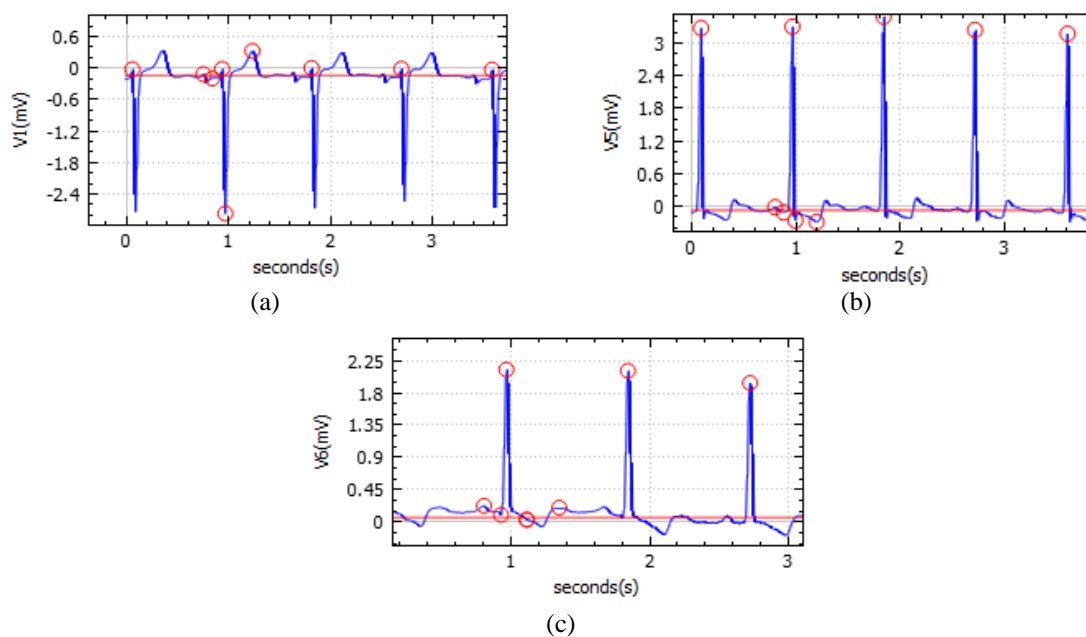 0.6
0
-0.6
-1.2
-1.8
-2.4
V1(mV)
0 1 2 3
seconds(s)
(a)
3
2.4
1.8
1.2
0.6
0
V5(mV)
0 1 2 3
seconds(s)
(b)
2.25
1.8
1.35
0.9
0.45
0
V6(mV)
1 2 3
seconds(s)
(c)